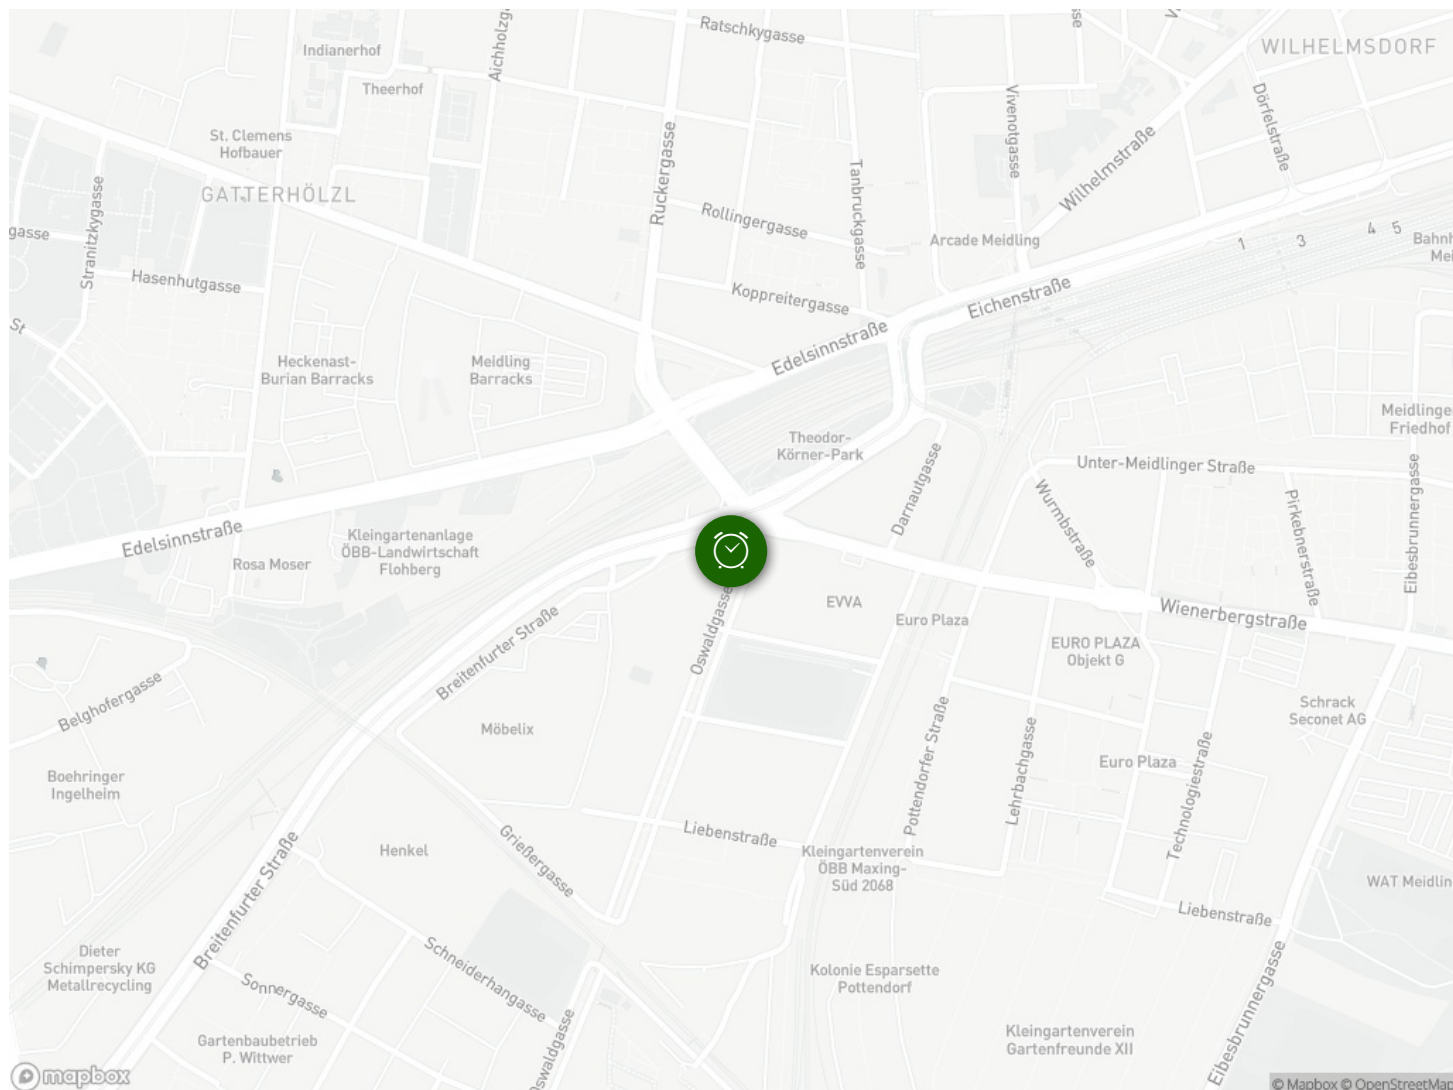 Ratschkygasse
WILHELMSDORF
Indianerhof
Aichholzg
Theerhof
Vivenotgasse
Dörfelstraße
St. Clemens
Hofbauer
Ruckergasse
Tanbruckgasse
Wilhelmstraße
GATTERHÖLZL
Stranitzkygasse
gasse
Rollingergasse
Arcade Meidling
1
3
4
5
Bahnh
Mei
Hasenhutgasse
Koppreitergasse
Eichenstraße
St
Edelsinnstraße
Heckenast-
Burian Barracks
Meidling
Barracks
Meidlinge
Friedhof
Theodor-
Körner-Park
Darnautgasse
Unter-Meidlinger Straße
Wurmbstraße
Pirkebnerstraße
Eibesbrunnergasse
Edelsinnstraße
Kleingartenanlage
ÖBB-Landwirtschaft
Flohberg
Rosa Moser
EVVA
Euro Plaza
Wienerbergstraße
Oswaldgasse
Breitenfurter Straße
EURO PLAZA
Objekt G
Belghofergasse
Schrack
Seconet AG
Möbelix
Pottendorfer Straße
Lehrbachgasse
Euro Plaza
Technologiestraße
Boehringer
Ingelheim
Liebenstraße
Grießergasse
Henkel
Kleingartenverein
ÖBB Maxing-
Süd 2068
WAT Meidlin
Breitenfurter Straße
Liebenstraße
Dieter
Schimpersky KG
Metallrecycling
Schneiderhangasse
Kolonie Esparsette
Pottendorf
Sonnergasse
Eibesbrunnergasse
Gartenbaubetrieb
P. Wittwer
Oswaldgasse
Kleingartenverein
Gartenfreunde XII
mapbox
© Mapbox © OpenStreetMap